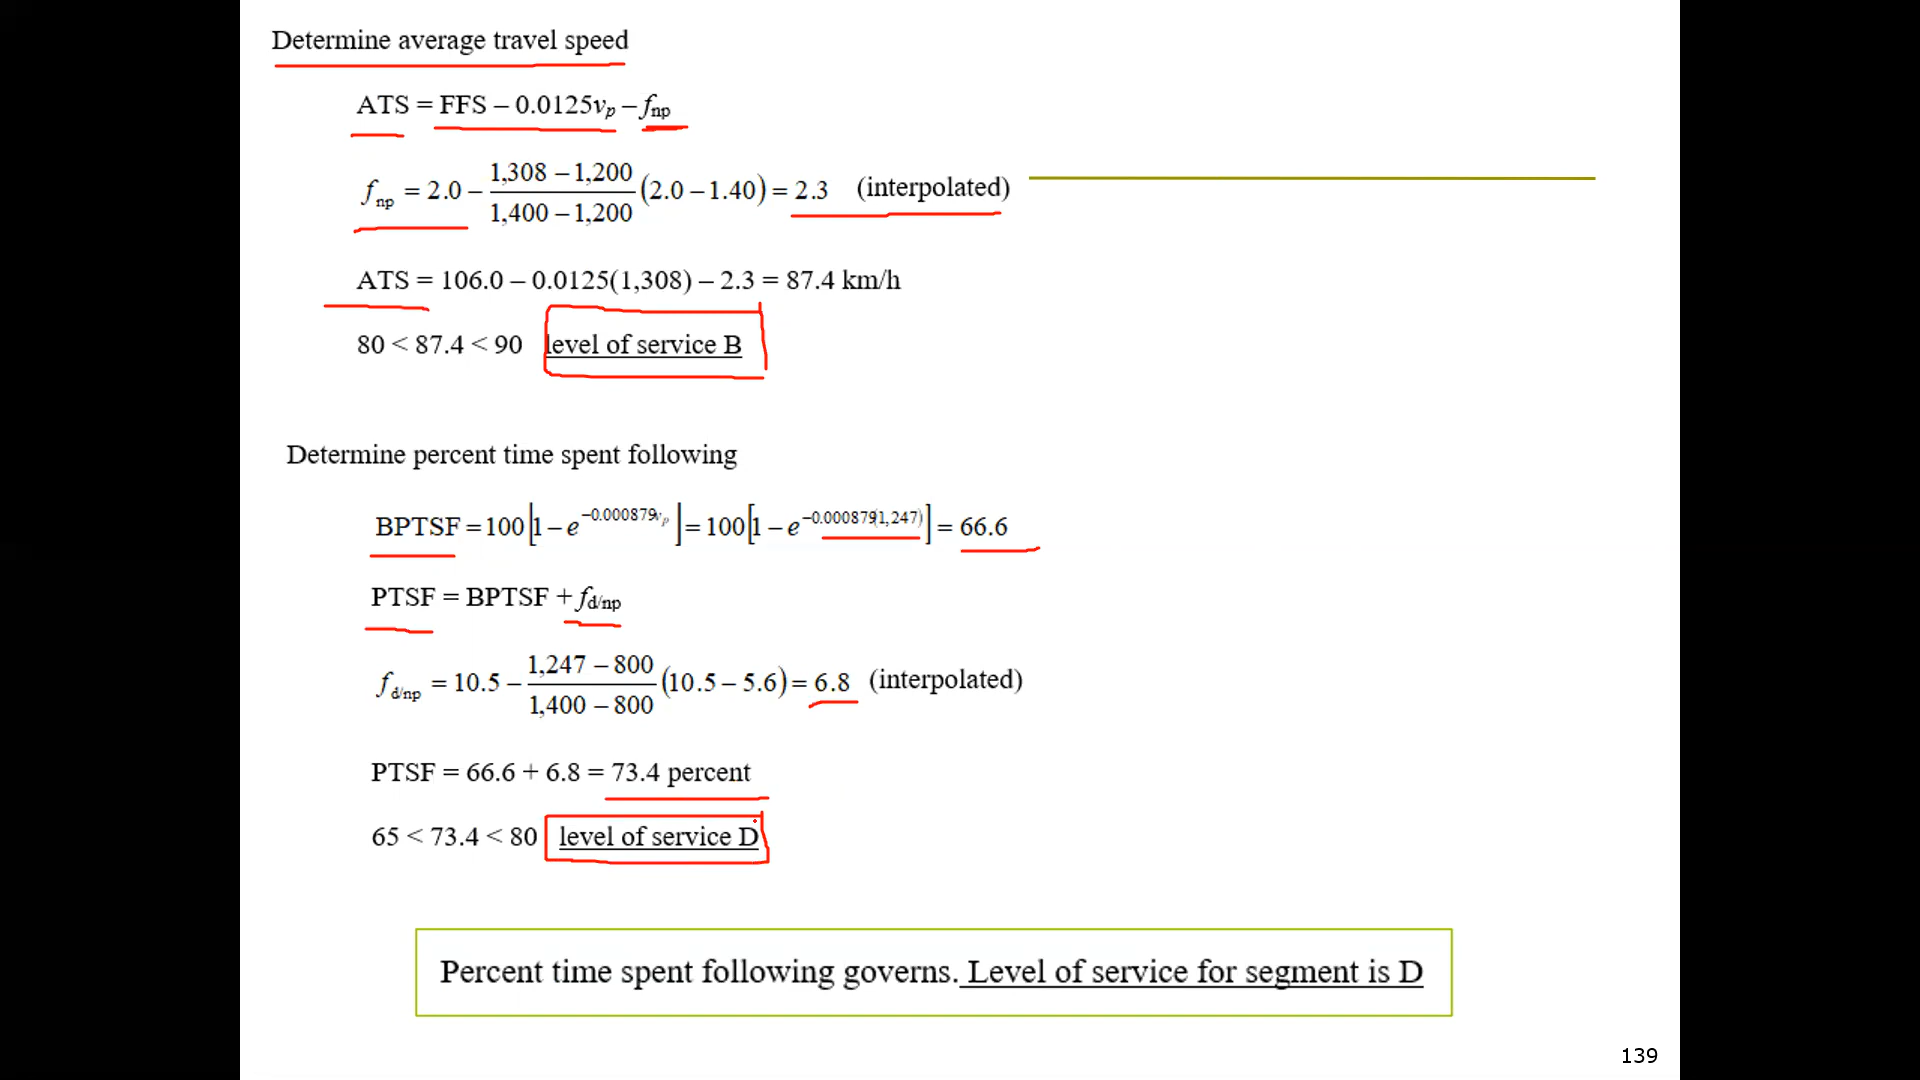 Determine average travel speed
ATS = FFS – 0.0125vₚ – fₙₚ
f_np = 2.0 – (1,308 – 1,200)/(1,400 – 1,200) (2.0 – 1.40) = 2.3 (interpolated)
ATS = 106.0 – 0.0125(1,308) – 2.3 = 87.4 km/h
80 < 87.4 < 90 level of service B
Determine percent time spent following
BPTSF = 100[1 – e^(–0.000879vₚ)] = 100[1 – e^(–0.000879(1,247))] = 66.6
PTSF = BPTSF + f_d/np
f_d/np = 10.5 – (1,247 – 800)/(1,400 – 800) (10.5 – 5.6) = 6.8 (interpolated)
PTSF = 66.6 + 6.8 = 73.4 percent
65 < 73.4 < 80 level of service D
Percent time spent following governs. Level of service for segment is D
139